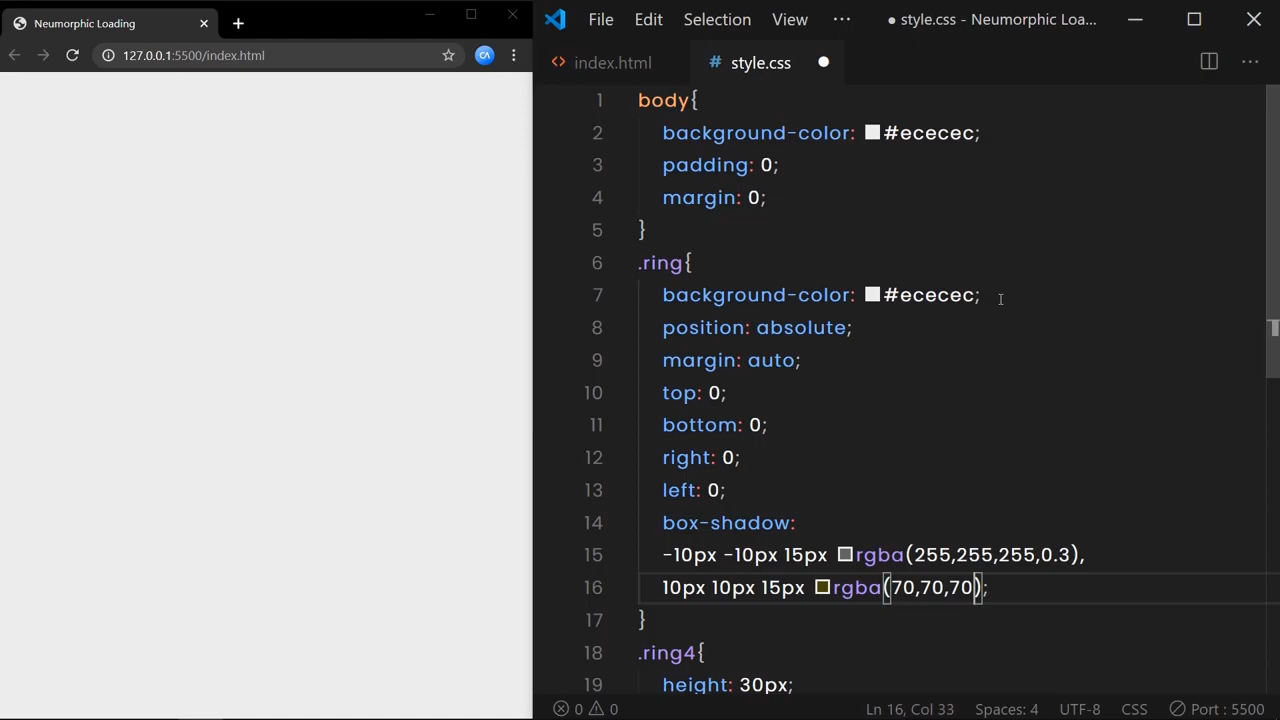 Neumorphic Loading
127.0.0.1:5500/index.html
CA
File Edit Selection View ··· ● style.css - Neumorphic Loa...
<> index.html # style.css ●
1 body{
2 background-color: #ececec;
3 padding: 0;
4 margin: 0;
5 }
6 .ring{
7 background-color: #ececec;
8 position: absolute;
9 margin: auto;
10 top: 0;
11 bottom: 0;
12 right: 0;
13 left: 0;
14 box-shadow:
15 -10px -10px 15px rgba(255,255,255,0.3),
16 10px 10px 15px rgba(70,70,70);
17 }
18 .ring4{
19 height: 30px;
0 0 Ln 16, Col 33 Spaces: 4 UTF-8 CSS Port : 5500